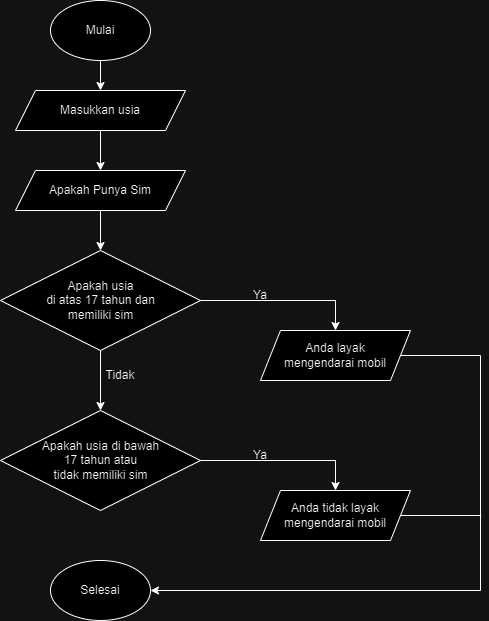 Mulai
Masukkan usia
Apakah Punya Sim
Apakah usia
di atas 17 tahun dan
memiliki sim
Ya
Anda layak
mengendarai mobil
Tidak
Apakah usia di bawah
17 tahun atau
tidak memiliki sim
Ya
Anda tidak layak
mengendarai mobil
Selesai